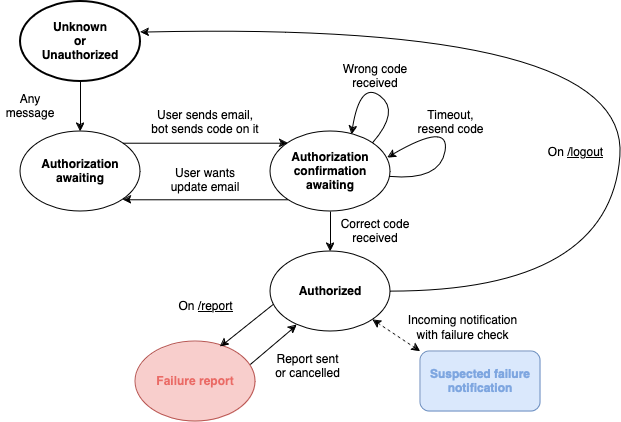 Unknown
or
Unauthorized
Any
message
Wrong code
received
User sends email,
bot sends code on it
Timeout,
resend code
Authorization
awaiting
Authorization
confirmation
awaiting
On /logout
User wants
update email
Correct code
received
Authorized
On /report
Incoming notification
with failure check
Report sent
or cancelled
Failure report
Suspected failure
notification